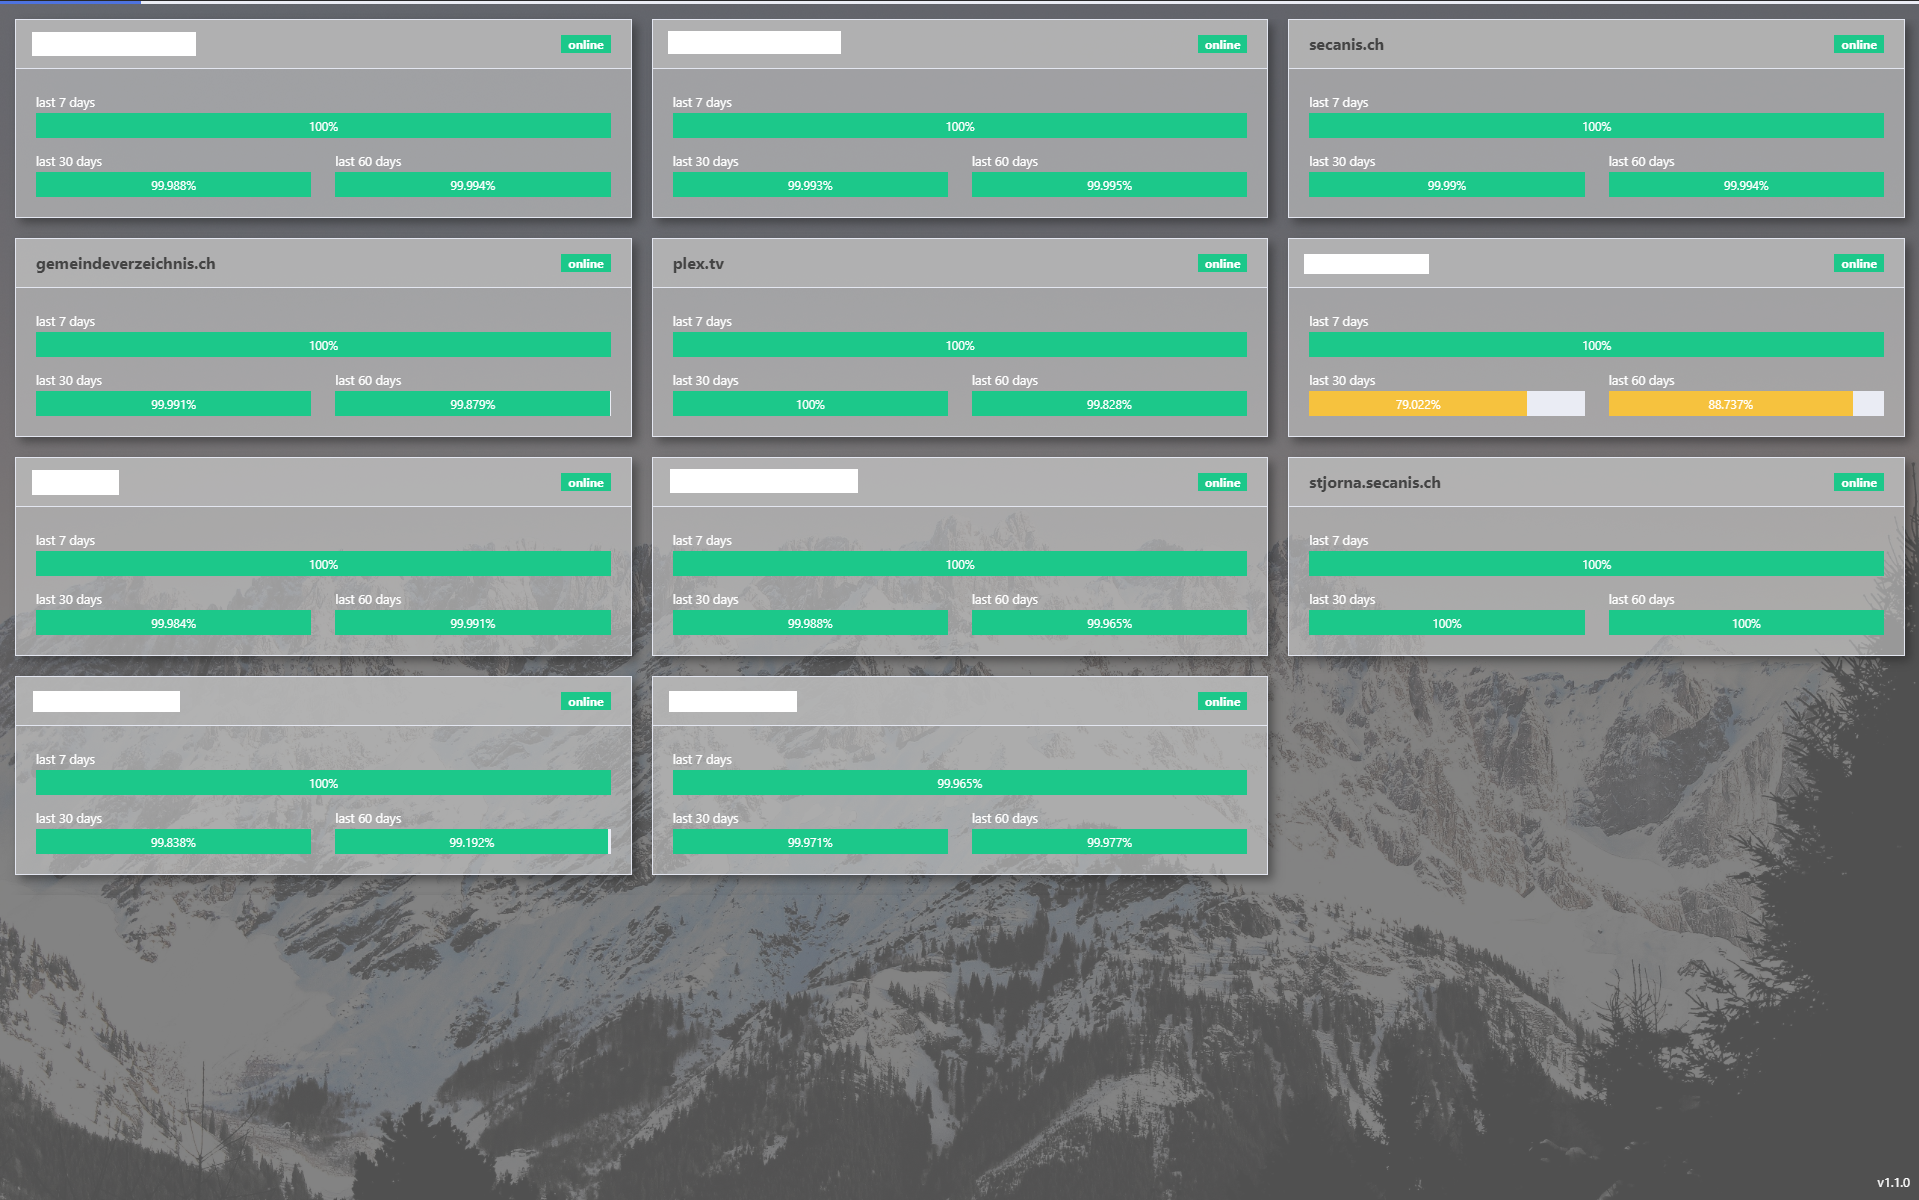 online
last 7 days
100%
last 30 days
99.988%
last 60 days
99.994%
online
last 7 days
100%
last 30 days
99.993%
last 60 days
99.995%
secanis.ch
online
last 7 days
100%
last 30 days
99.99%
last 60 days
99.994%
gemeindeverzeichnis.ch
online
last 7 days
100%
last 30 days
99.991%
last 60 days
99.879%
plex.tv
online
last 7 days
100%
last 30 days
100%
last 60 days
99.828%
online
last 7 days
100%
last 30 days
79.022%
last 60 days
88.737%
online
last 7 days
100%
last 30 days
99.984%
last 60 days
99.991%
online
last 7 days
100%
last 30 days
99.988%
last 60 days
99.965%
stjorna.secanis.ch
online
last 7 days
100%
last 30 days
100%
last 60 days
100%
online
last 7 days
100%
last 30 days
99.838%
last 60 days
99.192%
online
last 7 days
99.965%
last 30 days
99.971%
last 60 days
99.977%
v1.1.0